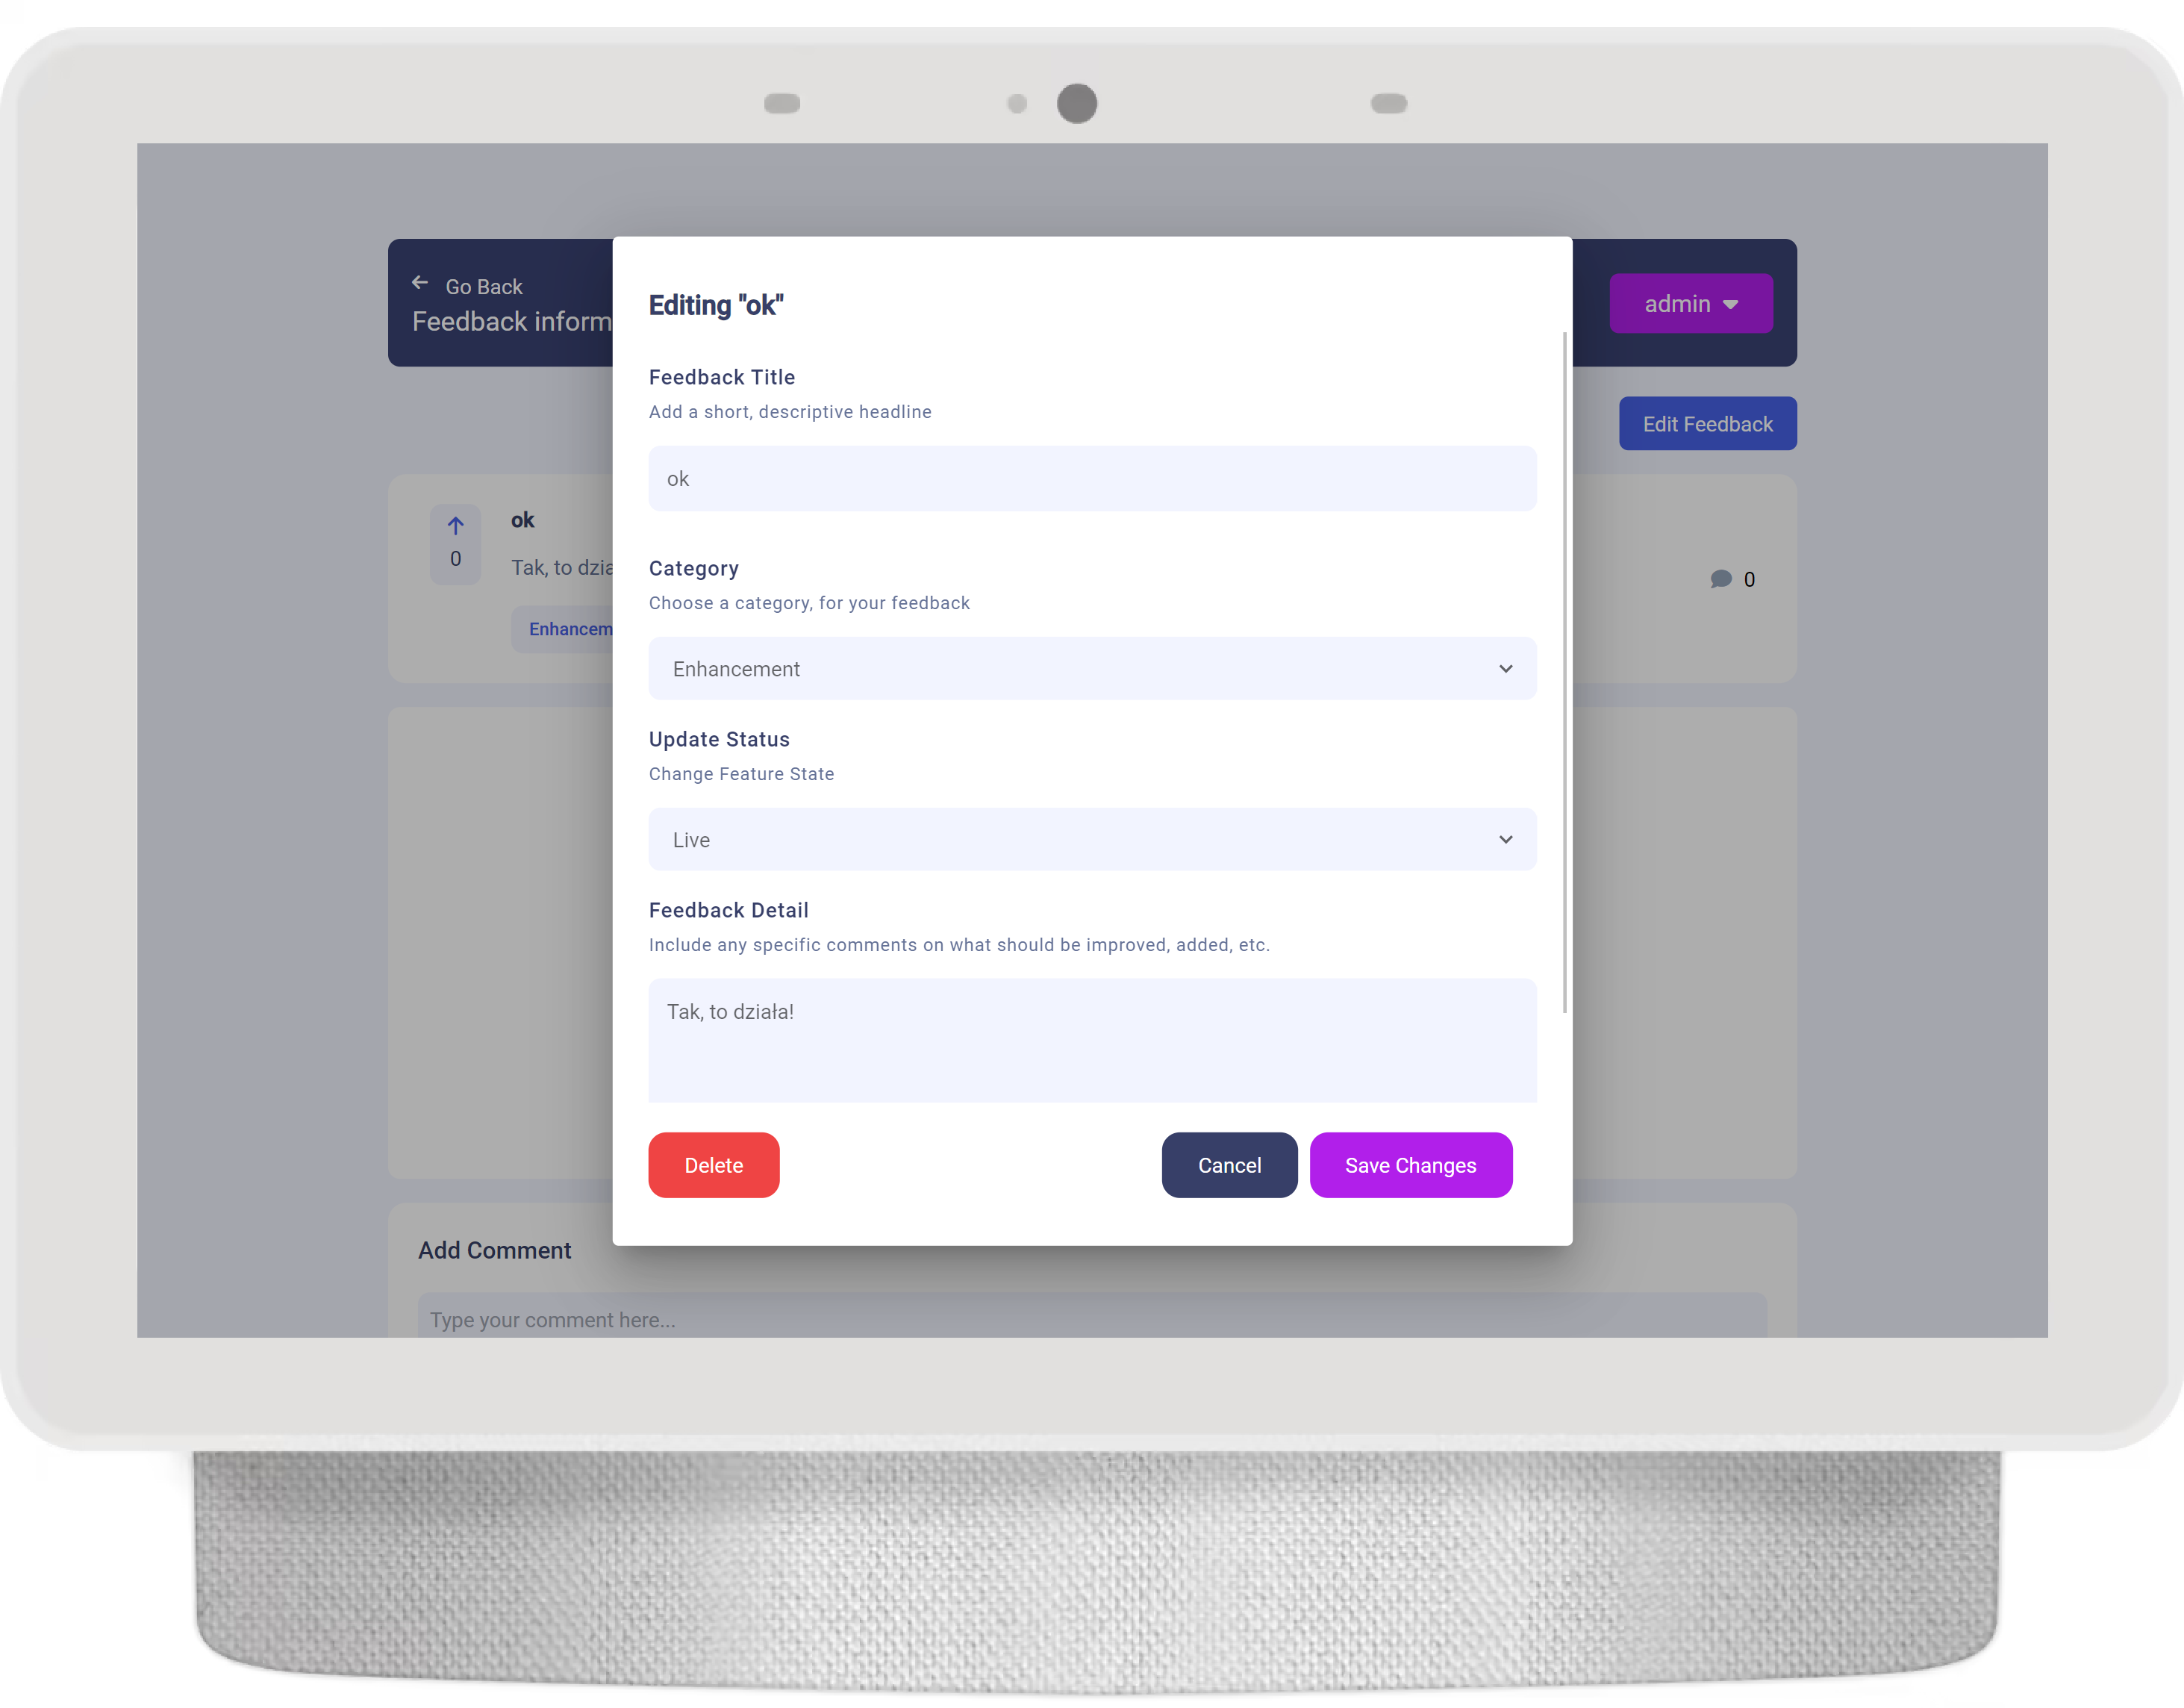 Go Back
Feedback inform
admin
Edit Feedback
ok
0
Tak, to dzia
Enhancem
0
Editing "ok"
Feedback Title
Add a short, descriptive headline
ok
Category
Choose a category, for your feedback
Enhancement
Update Status
Change Feature State
Live
Feedback Detail
Include any specific comments on what should be improved, added, etc.
Tak, to działa!
Delete
Cancel
Save Changes
Add Comment
Type your comment here...